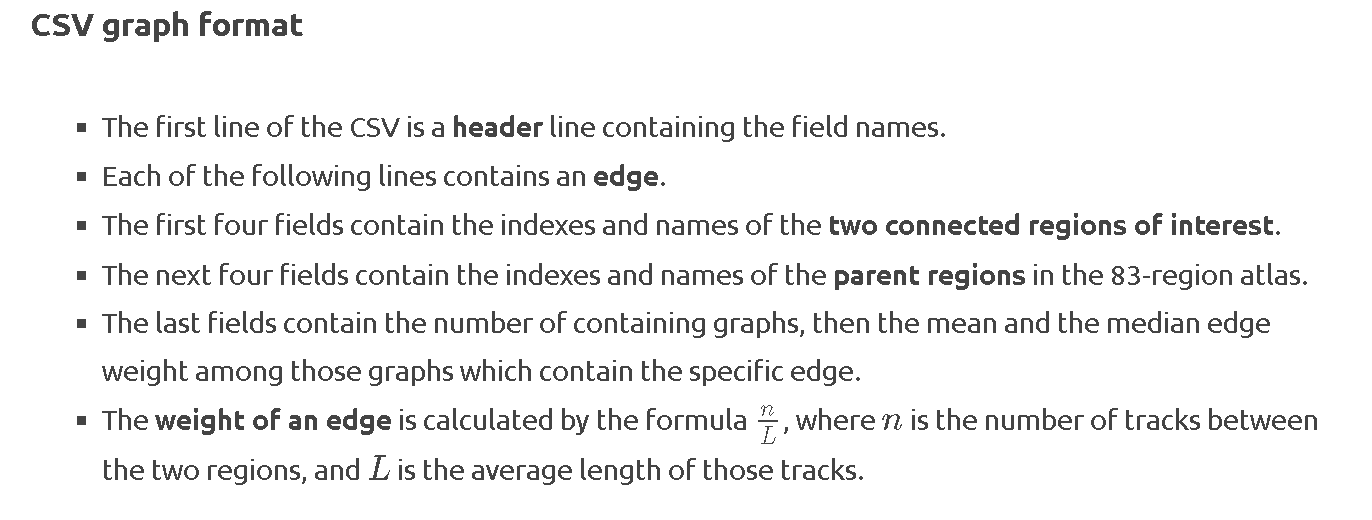 CSV graph format
▪ The first line of the CSV is a header line containing the field names.
▪ Each of the following lines contains an edge.
▪ The first four fields contain the indexes and names of the two connected regions of interest.
▪ The next four fields contain the indexes and names of the parent regions in the 83-region atlas.
▪ The last fields contain the number of containing graphs, then the mean and the median edge
weight among those graphs which contain the specific edge.
▪ The weight of an edge is calculated by the formula n/L, where n is the number of tracks between
the two regions, and L is the average length of those tracks.